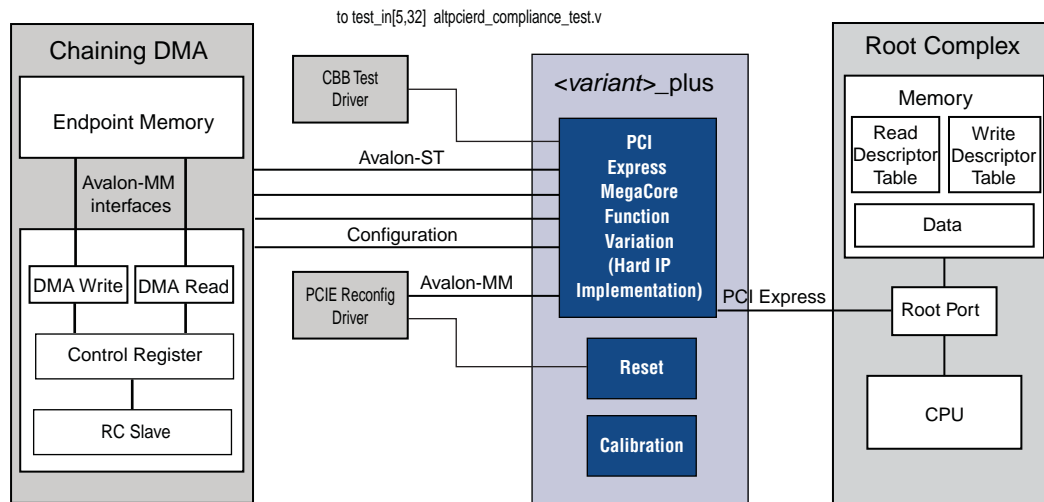 to test_in[5,32] altpcierd_compliance_test.v
Chaining DMA
Endpoint Memory
Avalon-MM
interfaces
DMA Write
DMA Read
Control Register
RC Slave
CBB Test
Driver
Avalon-ST
Configuration
PCIE Reconfig
Driver
Avalon-MM
<variant>_plus
PCI
Express
MegaCore
Function
Variation
(Hard IP
Implementation)
Reset
Calibration
PCI Express
Root Complex
Memory
Read
Descriptor
Table
Write
Descriptor
Table
Data
Root Port
CPU